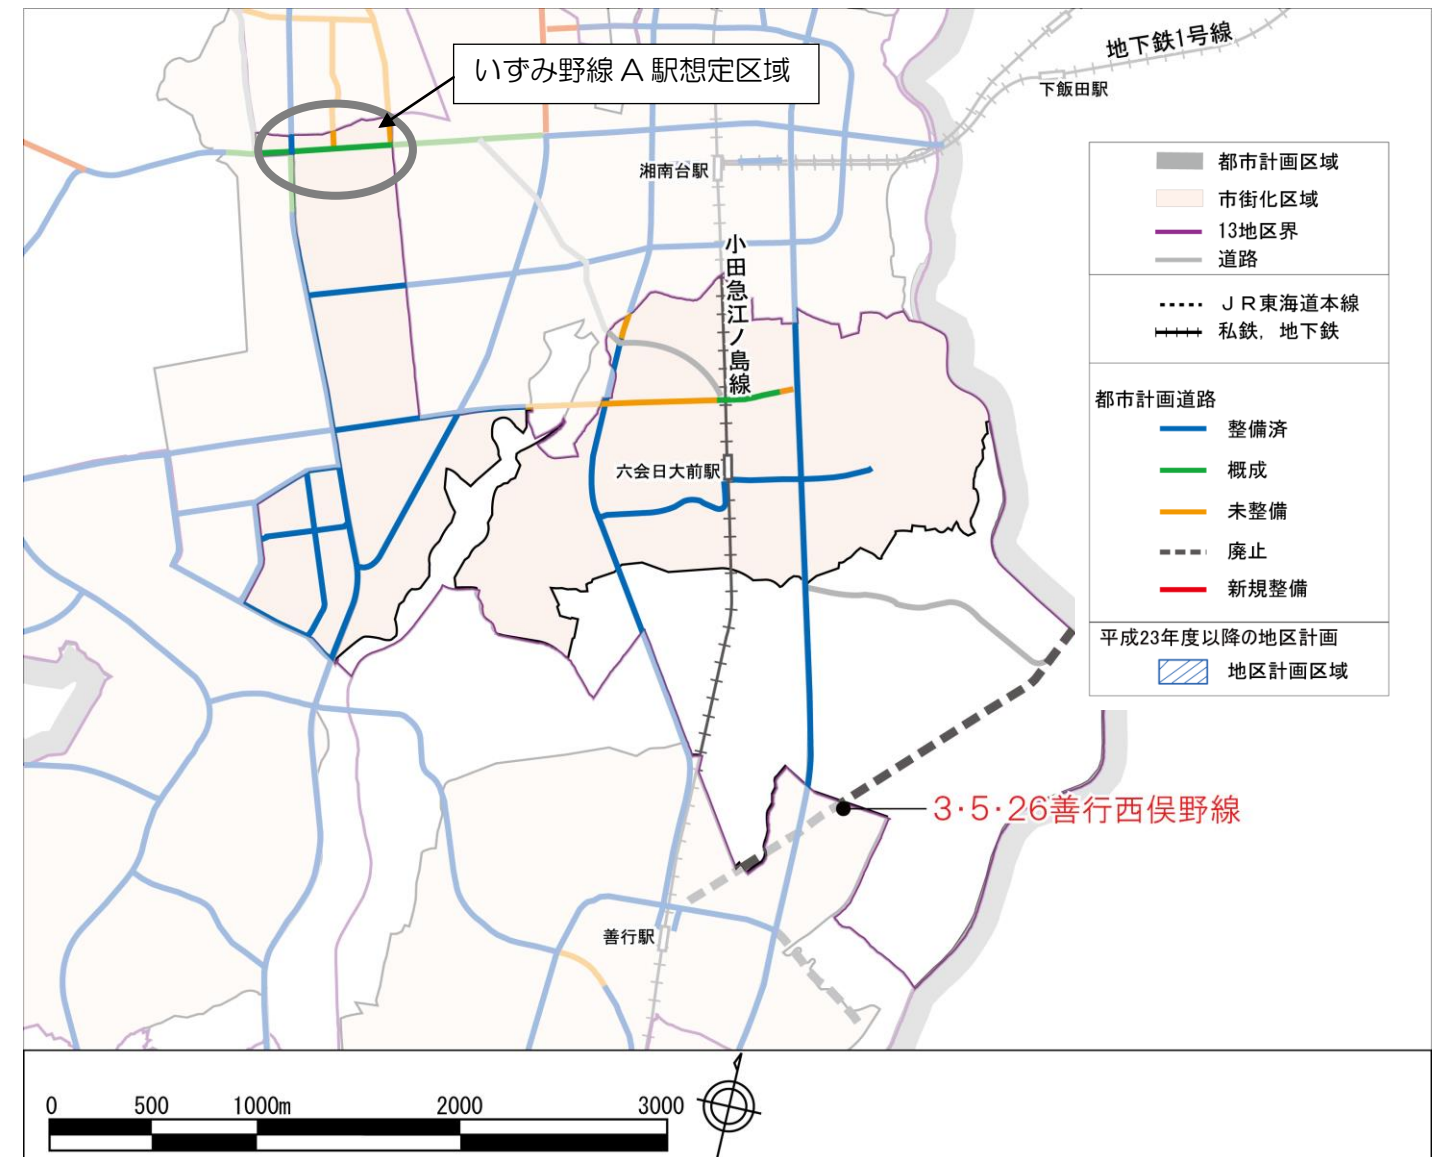 いずみ野線 A 駅想定区域
地下鉄1号線
下飯田駅
湘南台駅
小田急江ノ島線
六会日大前駅
善行駅
3・5・26善行西俣野線
都市計画区域
市街化区域
13地区界
道路
ＪＲ東海道本線
私鉄，地下鉄
都市計画道路
整備済
概成
未整備
廃止
新規整備
平成23年度以降の地区計画
地区計画区域
0 500 1000m 2000 3000